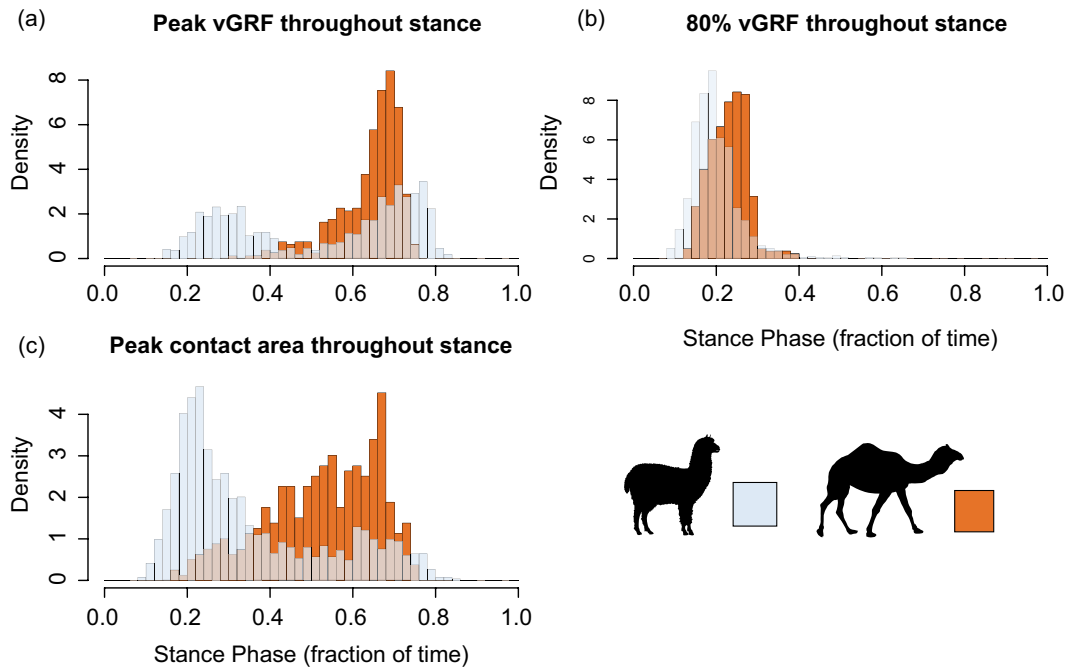 (a) Peak vGRF throughout stance
Density
0 2 4 6 8
0.0 0.2 0.4 0.6 0.8 1.0
(b) 80% vGRF throughout stance
Density
0 2 4 6 8
0.0 0.2 0.4 0.6 0.8 1.0
Stance Phase (fraction of time)
(c) Peak contact area throughout stance
Density
0 1 2 3 4
0.0 0.2 0.4 0.6 0.8 1.0
Stance Phase (fraction of time)